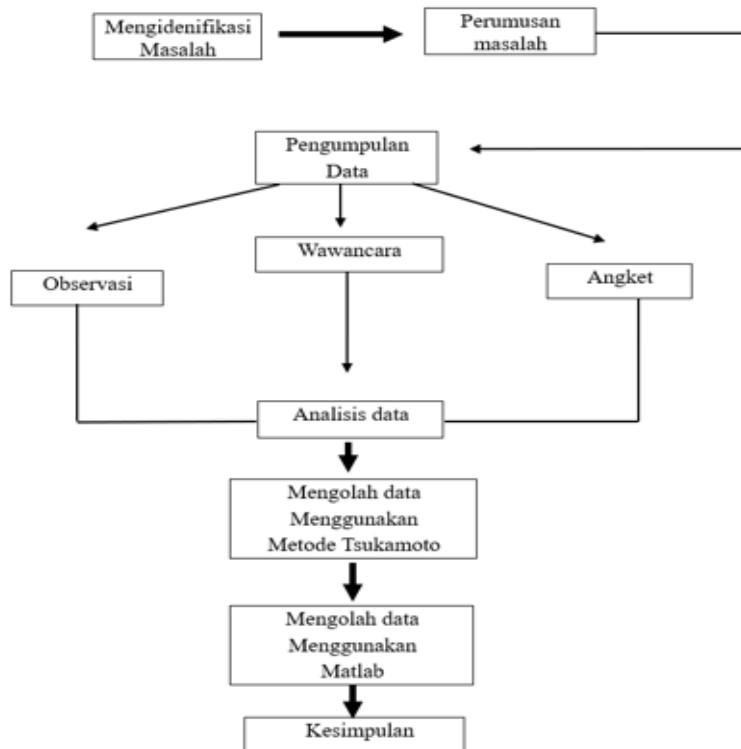 Mengidenifikasi
Masalah
Perumusan
masalah
Pengumpulan
Data
Observasi
Wawancara
Angket
Analisis data
Mengolah data
Menggunakan
Metode Tsukamoto
Mengolah data
Menggunakan
Matlab
Kesimpulan